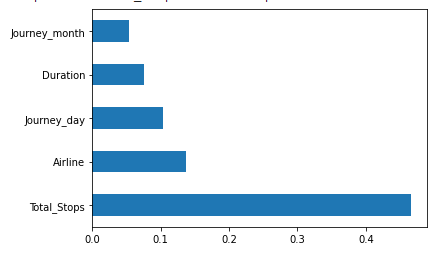 Journey_month
Duration
Journey_day
Airline
Total_Stops
0.0 0.1 0.2 0.3 0.4